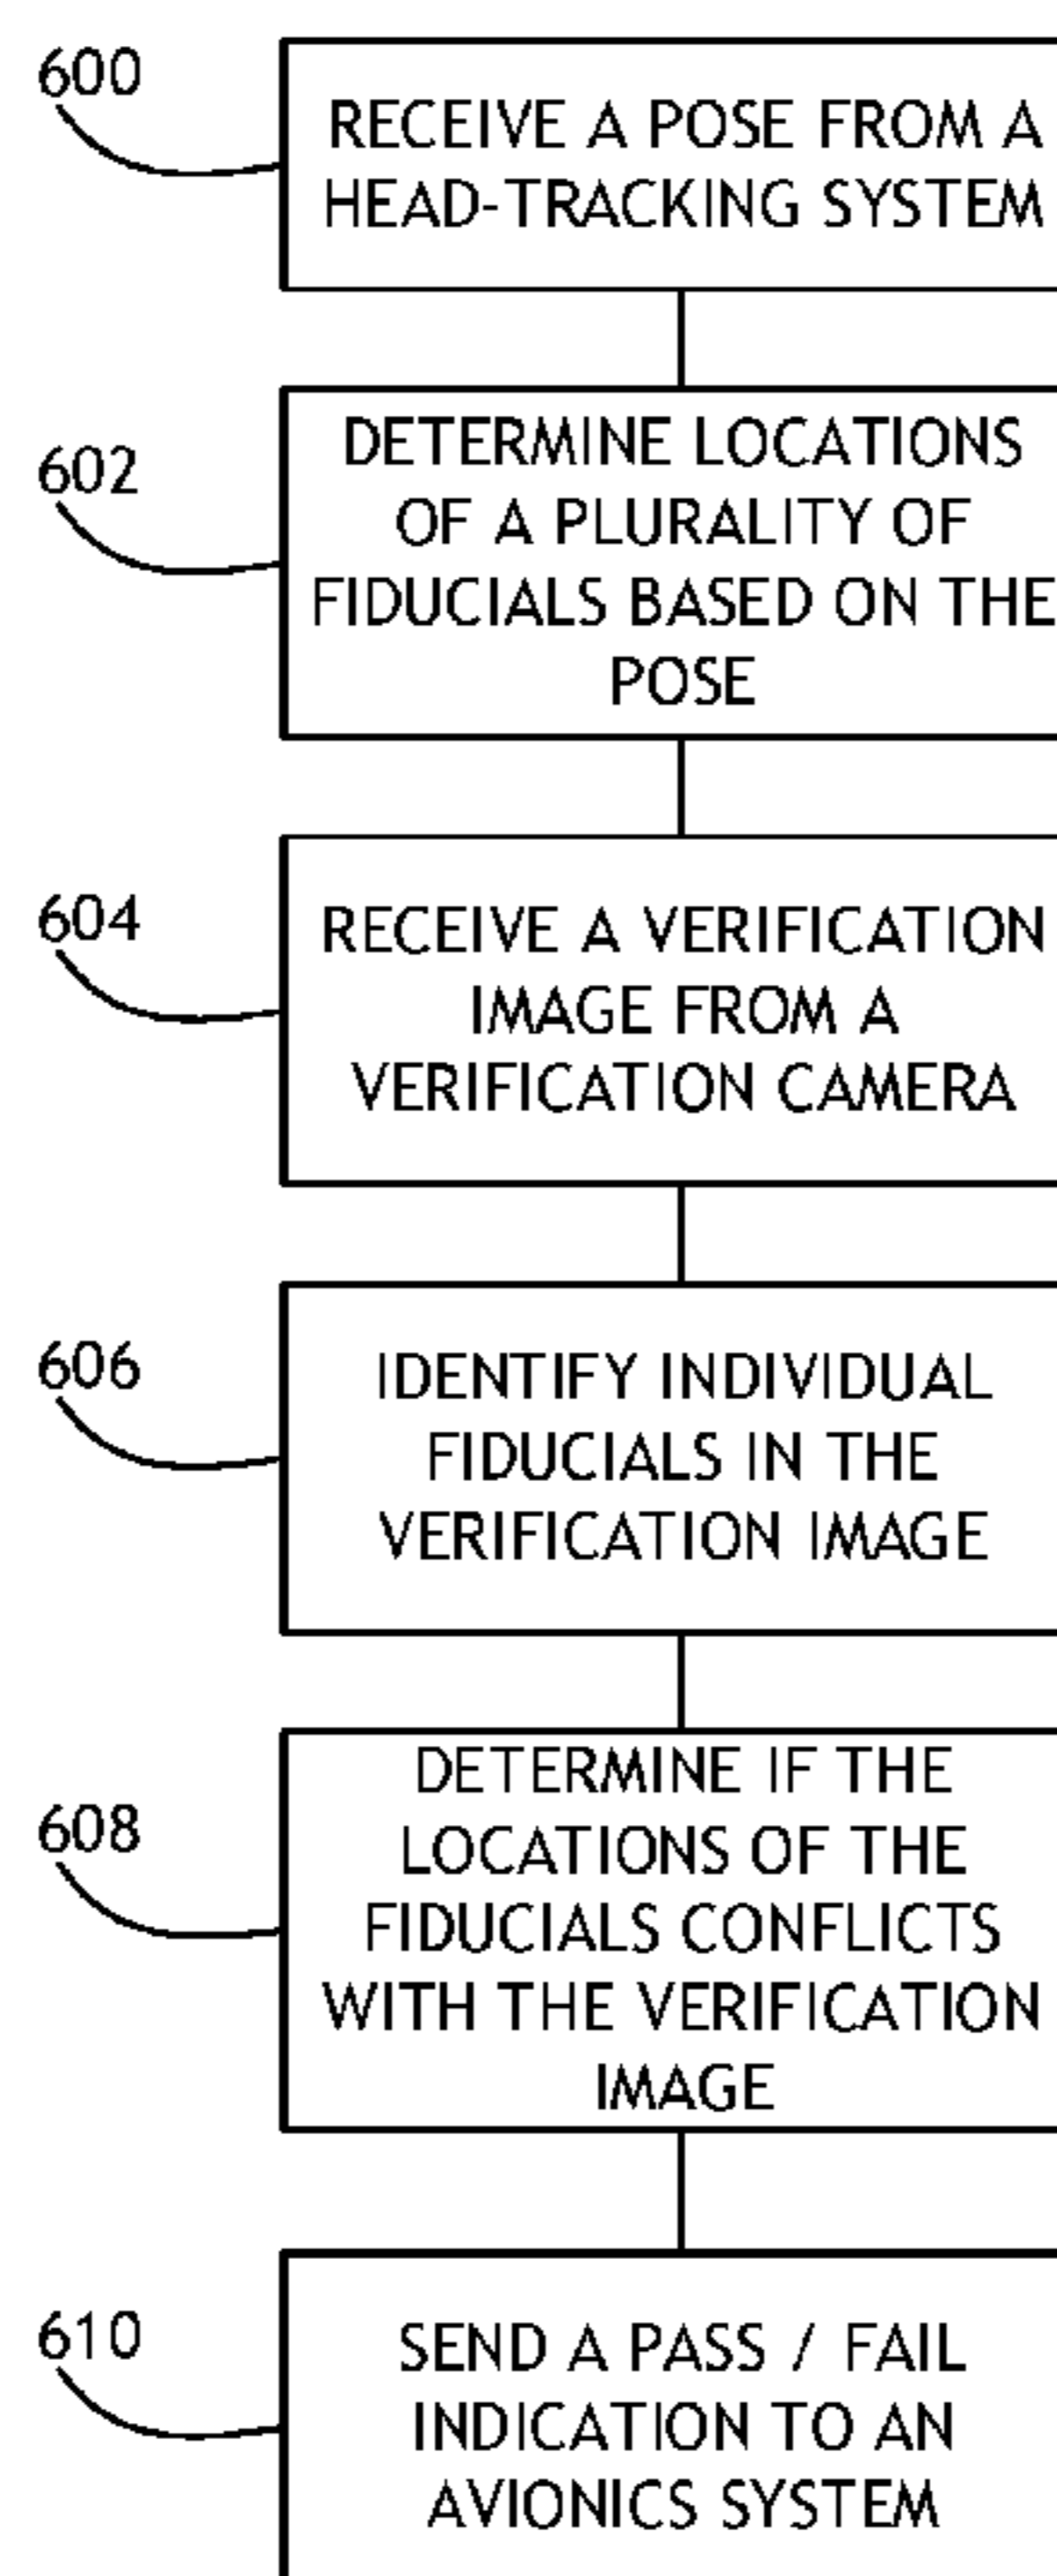 600
RECEIVE A POSE FROM A
HEAD-TRACKING SYSTEM
602
DETERMINE LOCATIONS
OF A PLURALITY OF
FIDUCIALS BASED ON THE
POSE
604
RECEIVE A VERIFICATION
IMAGE FROM A
VERIFICATION CAMERA
606
IDENTIFY INDIVIDUAL
FIDUCIALS IN THE
VERIFICATION IMAGE
608
DETERMINE IF THE
LOCATIONS OF THE
FIDUCIALS CONFLICTS
WITH THE VERIFICATION
IMAGE
610
SEND A PASS / FAIL
INDICATION TO AN
AVIONICS SYSTEM